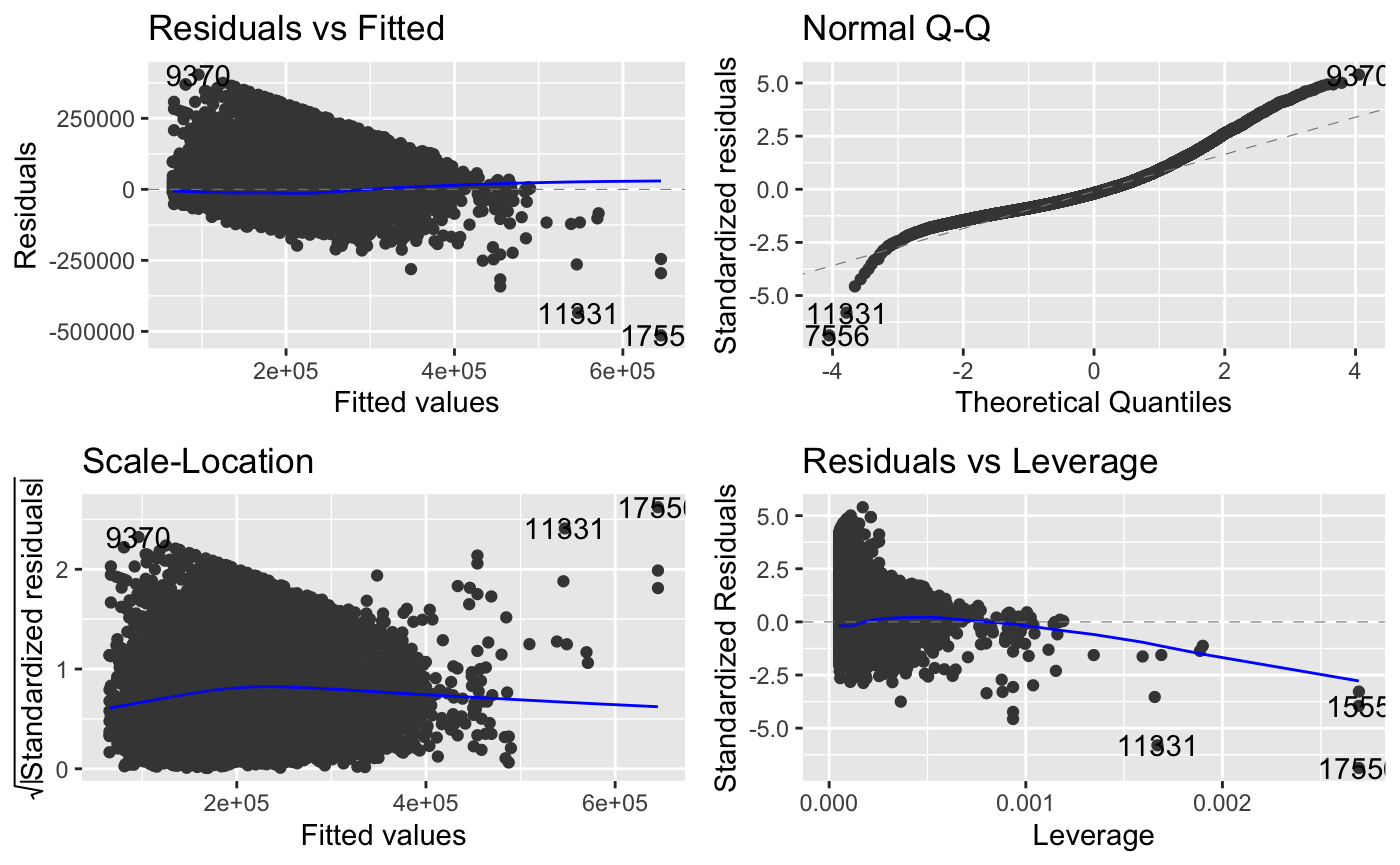 Residuals vs Fitted
Residuals
250000
0
-250000
-500000
9370
11331
1755
2e+05
4e+05
6e+05
Fitted values
Normal Q-Q
Standardized residuals
5.0
2.5
0.0
-2.5
-5.0
9370
11331
7556
-4
-2
0
2
4
Theoretical Quantiles
Scale-Location
√|Standardized residuals|
2
1
0
9370
11331
2e+05
4e+05
6e+05
Fitted values
Residuals vs Leverage
Standardized Residuals
5.0
2.5
0.0
-2.5
-5.0
1555
11331
0.000
0.001
0.002
Leverage